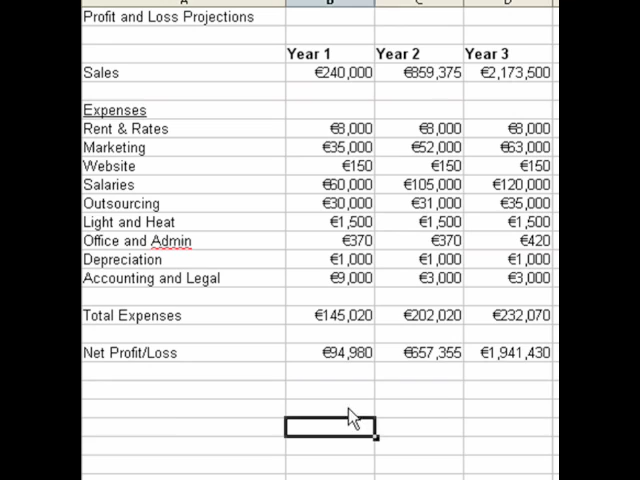 A B C D
Profit and Loss Projections
Year 1 Year 2 Year 3
Sales €240,000 €859,375 €2,173,500
Expenses
Rent & Rates €8,000 €8,000 €8,000
Marketing €35,000 €52,000 €63,000
Website €150 €150 €150
Salaries €60,000 €105,000 €120,000
Outsourcing €30,000 €31,000 €35,000
Light and Heat €1,500 €1,500 €1,500
Office and Admin €370 €370 €420
Depreciation €1,000 €1,000 €1,000
Accounting and Legal €9,000 €3,000 €3,000
Total Expenses €145,020 €202,020 €232,070
Net Profit/Loss €94,980 €657,355 €1,941,430